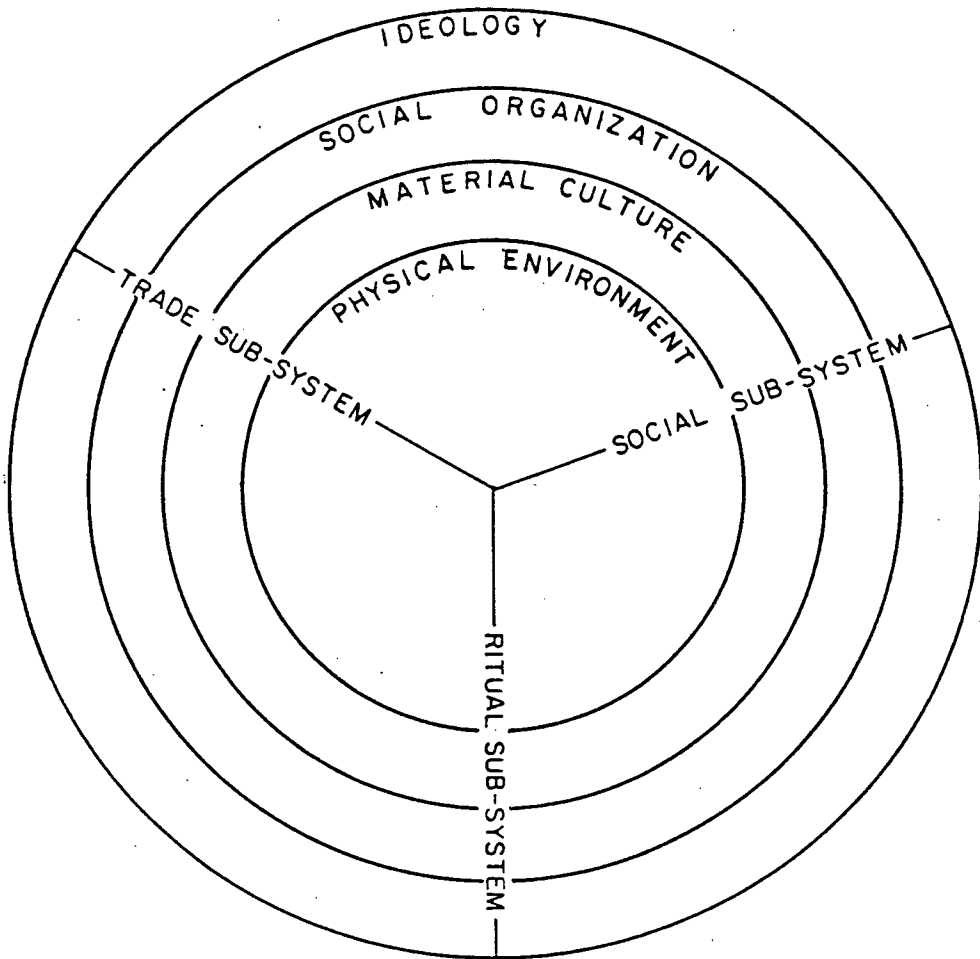 IDEOLOGY
SOCIAL ORGANIZATION
MATERIAL CULTURE
PHYSICAL ENVIRONMENT
TRADE SUB-SYSTEM
SOCIAL SUB-SYSTEM
RITUAL SUB-SYSTEM